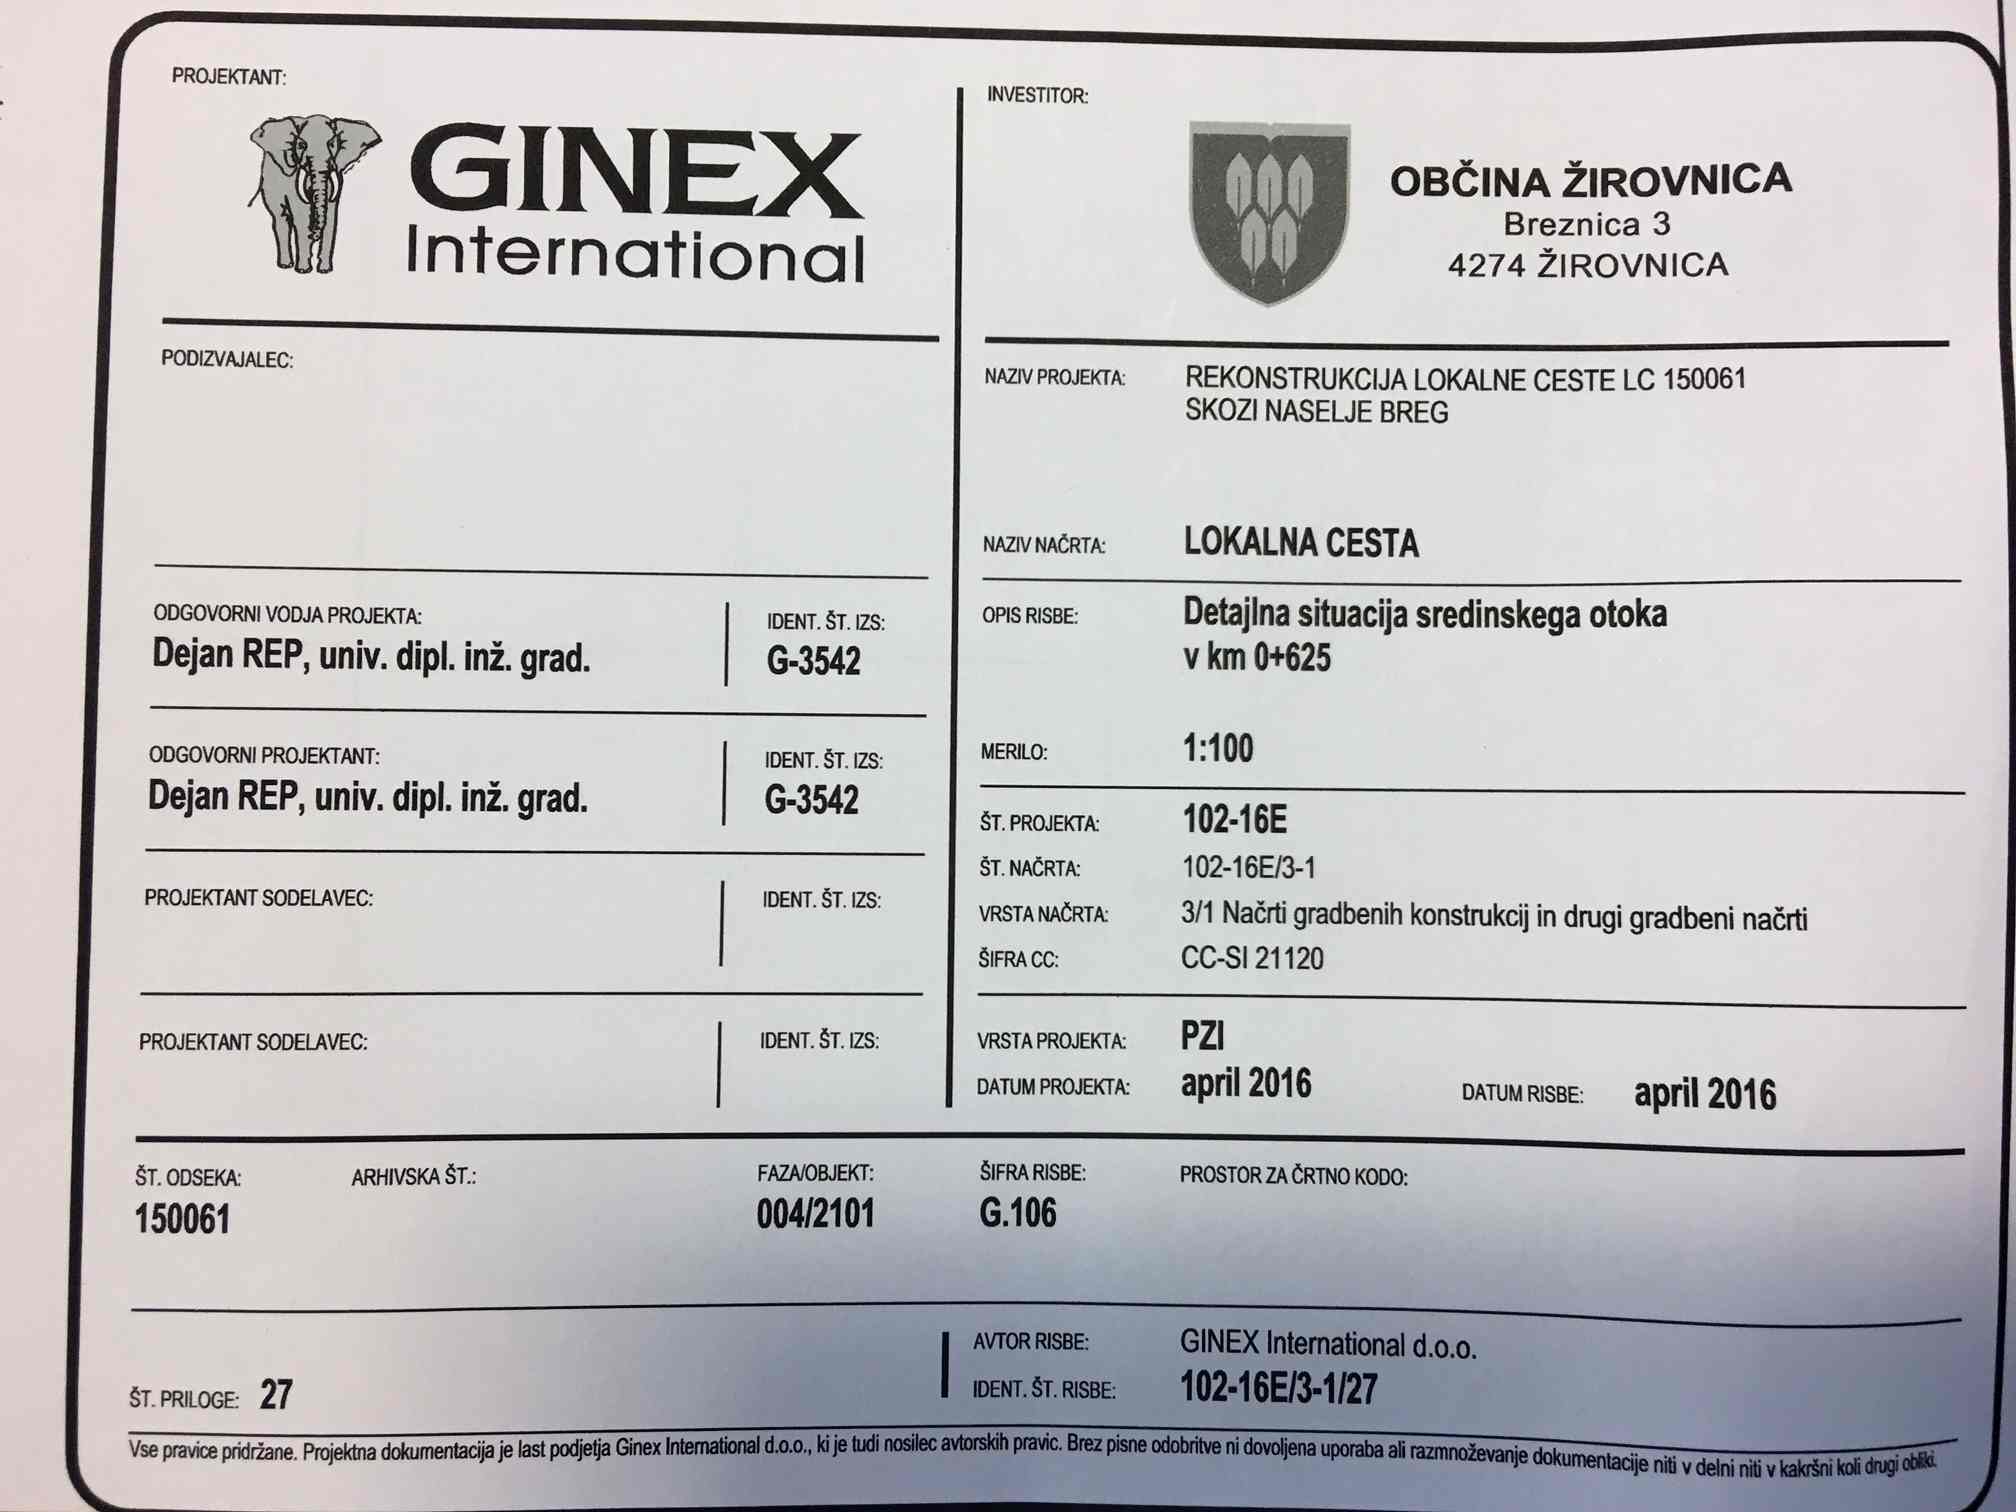 PROJEKTANT:
GINEX
International
INVESTITOR:
OBČINA ŽIROVNICA
Breznica 3
4274 ŽIROVNICA
PODIZVAJALEC:
NAZIV PROJEKTA: REKONSTRUKCIJA LOKALNE CESTE LC 150061
SKOZI NASELJE BREG
NAZIV NAČRTA: LOKALNA CESTA
ODGOVORNI VODJA PROJEKTA: IDENT. ŠT. IZS:
Dejan REP, univ. dipl. inž. grad. G-3542
OPIS RISBE: Detajlna situacija sredinskega otoka
v km 0+625
ODGOVORNI PROJEKTANT: IDENT. ŠT. IZS:
Dejan REP, univ. dipl. inž. grad. G-3542
MERILO: 1:100
PROJEKTANT SODELAVEC: IDENT. ŠT. IZS:
ŠT. PROJEKTA: 102-16E
ŠT. NAČRTA: 102-16E/3-1
VRSTA NAČRTA: 3/1 Načrti gradbenih konstrukcij in drugi gradbeni načrti
ŠIFRA CC: CC-SI 21120
PROJEKTANT SODELAVEC: IDENT. ŠT. IZS:
VRSTA PROJEKTA: PZI
DATUM PROJEKTA: april 2016 DATUM RISBE: april 2016
ŠT. ODSEKA: ARHIVSKA ŠT.: FAZA/OBJEKT: ŠIFRA RISBE: PROSTOR ZA ČRTNO KODO:
150061 004/2101 G.106
AVTOR RISBE: GINEX International d.o.o.
ŠT. PRILOGE: 27 IDENT. ŠT. RISBE: 102-16E/3-1/27
Vse pravice pridržane. Projektna dokumentacija je last podjetja Ginex International d.o.o., ki je tudi nosilec avtorskih pravic. Brez pisne odobritve ni dovoljena uporaba ali razmnoževanje dokumentacije niti v delni niti v kakršni koli drugi obliki.